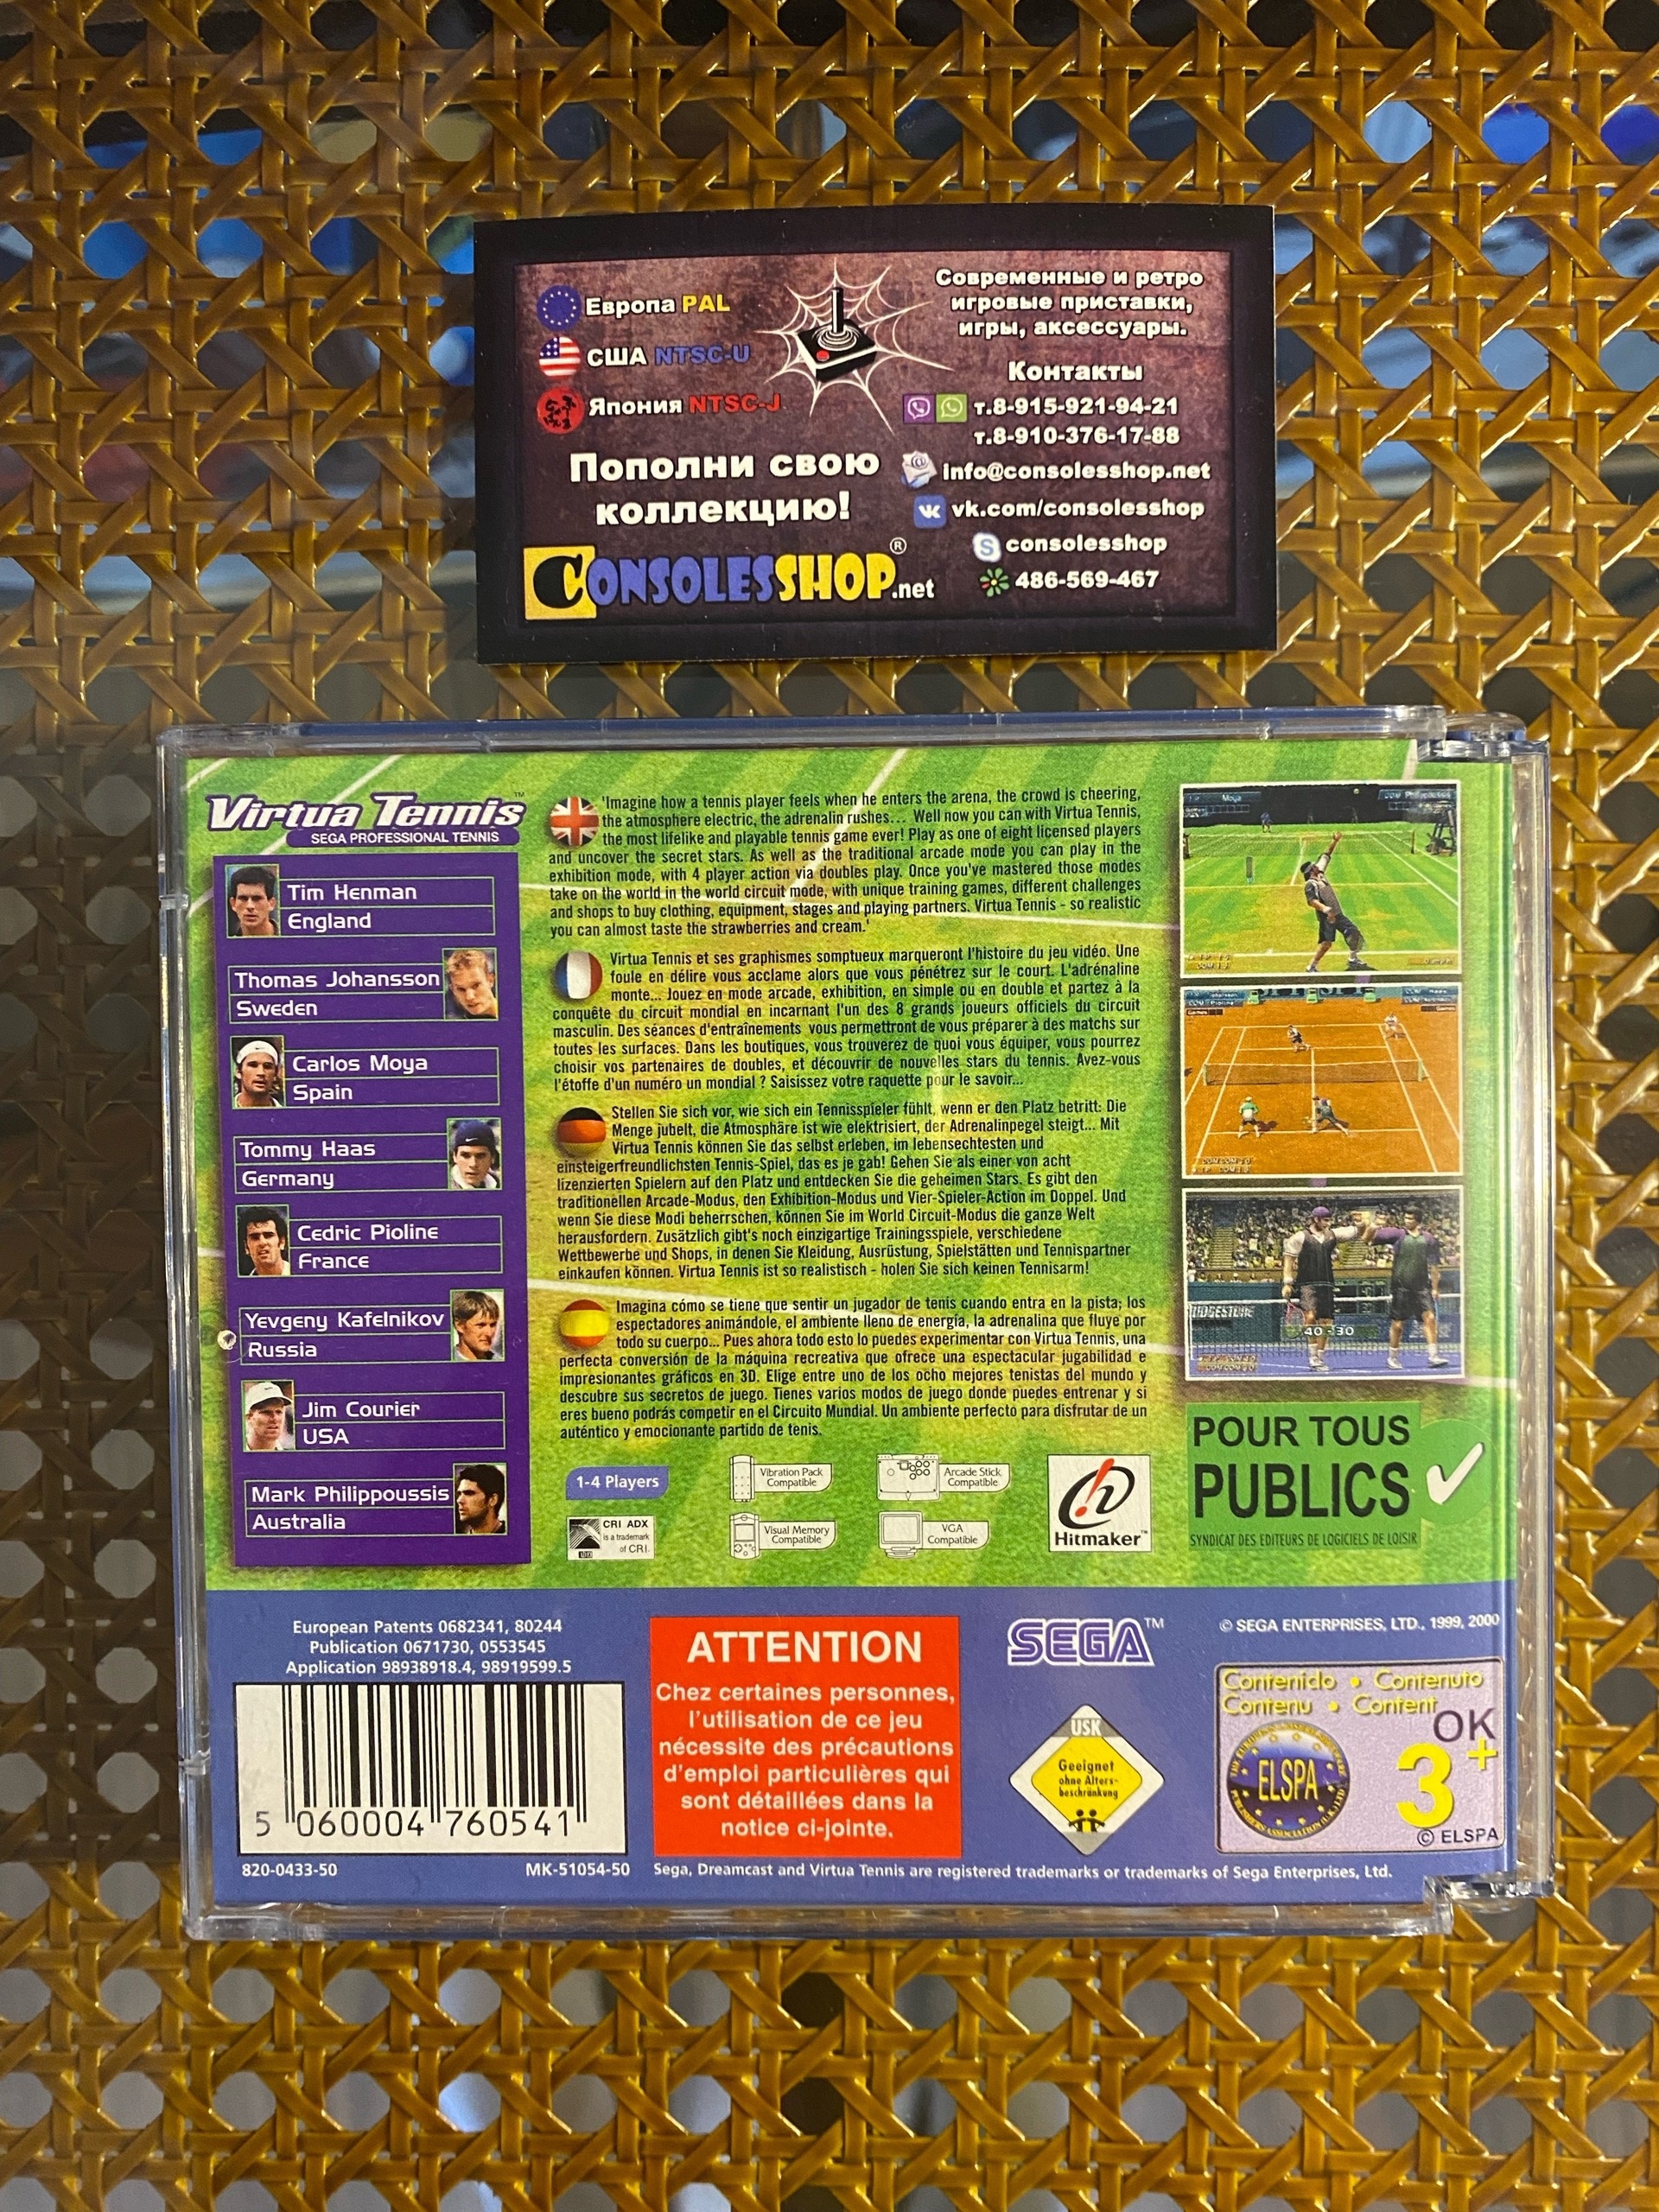 Европа PAL
США NTSC-U
Япония NTSC-J
Пополни свою
коллекцию!
CONSOLESSHOP.net
®
Современные и ретро
игровые приставки,
игры, аксессуары.
Контакты
т.8-915-921-94-21
т.8-910-376-17-88
info@consolesshop.net
vk.com/consolesshop
consolesshop
486-569-467
Virtua Tennis™
SEGA PROFESSIONAL TENNIS
Tim Henman
England
Thomas Johansson
Sweden
Carlos Moya
Spain
Tommy Haas
Germany
Cedric Pioline
France
Yevgeny Kafelnikov
Russia
Jim Courier
USA
Mark Philippoussis
Australia
'Imagine how a tennis player feels when he enters the arena, the crowd is cheering,
the atmosphere electric, the adrenalin rushes... Well now you can with Virtua Tennis,
the most lifelike and playable tennis game ever! Play as one of eight licensed players
and uncover the secret stars. As well as the traditional arcade mode you can play in the
exhibition mode, with 4 player action via doubles play. Once you've mastered those modes
take on the world in the world circuit mode, with unique training games, different challenges
and shops to buy clothing, equipment, stages and playing partners. Virtua Tennis - so realistic
you can almost taste the strawberries and cream.'
Virtua Tennis et ses graphismes somptueux marqueront l'histoire du jeu vidéo. Une
foule en délire vous acclame alors que vous pénétrez sur le court. L'adrénaline
monte... Jouez en mode arcade, exhibition, en simple ou en double et partez à la
conquête du circuit mondial en incarnant l'un des 8 grands joueurs officiels du circuit
masculin. Des séances d'entraînements vous permettront de vous préparer à des matchs sur
toutes les surfaces. Dans les boutiques, vous trouverez de quoi vous équiper, vous pourrez
choisir vos partenaires de doubles, et découvrir de nouvelles stars du tennis. Avez-vous
l'étoffe d'un numéro un mondial ? Saisissez votre raquette pour le savoir...
Stellen Sie sich vor, wie sich ein Tennisspieler fühlt, wenn er den Platz betritt: Die
Menge jubelt, die Atmosphäre ist wie elektrisiert, der Adrenalinpegel steigt... Mit
Virtua Tennis können Sie das selbst erleben, im lebensechtesten und
einsteigerfreundlichsten Tennis-Spiel, das es je gab! Gehen Sie als einer von acht
lizenzierten Spielern auf den Platz und entdecken Sie die geheimen Stars. Es gibt den
traditionellen Arcade-Modus, den Exhibition-Modus und Vier-Spieler-Action im Doppel. Und
wenn Sie diese Modi beherrschen, können Sie im World Circuit-Modus die ganze Welt
herausfordern. Zusätzlich gibt's noch einzigartige Trainingsspiele, verschiedene
Wettbewerbe und Shops, in denen Sie Kleidung, Ausrüstung, Spielstätten und Tennispartner
einkaufen können. Virtua Tennis ist so realistisch - holen Sie sich keinen Tennisarm!
Imagina cómo se tiene que sentir un jugador de tenis cuando entra en la pista; los
espectadores animándole, el ambiente lleno de energía, la adrenalina que fluye por
todo su cuerpo... Pues ahora todo esto lo puedes experimentar con Virtua Tennis, una
perfecta conversión de la máquina recreativa que ofrece una espectacular jugabilidad e
impresionantes gráficos en 3D. Elige entre uno de los ocho mejores tenistas del mundo y
descubre sus secretos de juego. Tienes varios modos de juego donde puedes entrenar y si
eres bueno podrás competir en el Circuito Mundial. Un ambiente perfecto para disfrutar de un
auténtico y emocionante partido de tenis.
1-4 Players
Vibration Pack
Compatible
Arcade Stick
Compatible
CRI ADX
is a trademark
of CRI.
Visual Memory
Compatible
VGA
Compatible
Hitmaker™
Moya
BRIDGESTONE
40-30
POUR TOUS
PUBLICS
SYNDICAT DES EDITEURS DE LOGICIELS DE LOISIR
European Patents 0682341, 80244
Publication 0671730, 0553545
Application 98938918.4, 98919599.5
5 060004 760541
820-0433-50
MK-51054-50
ATTENTION
Chez certaines personnes,
l'utilisation de ce jeu
nécessite des précautions
d'emploi particulières qui
sont détaillées dans la
notice ci-jointe.
SEGA™
© SEGA ENTERPRISES, LTD., 1999, 2000
USK
Geeignet
ohne Alters-
beschränkung
Contenido • Contenuto
Contenu • Content
OK
3+
ELSPA
© ELSPA
Sega, Dreamcast and Virtua Tennis are registered trademarks or trademarks of Sega Enterprises, Ltd.